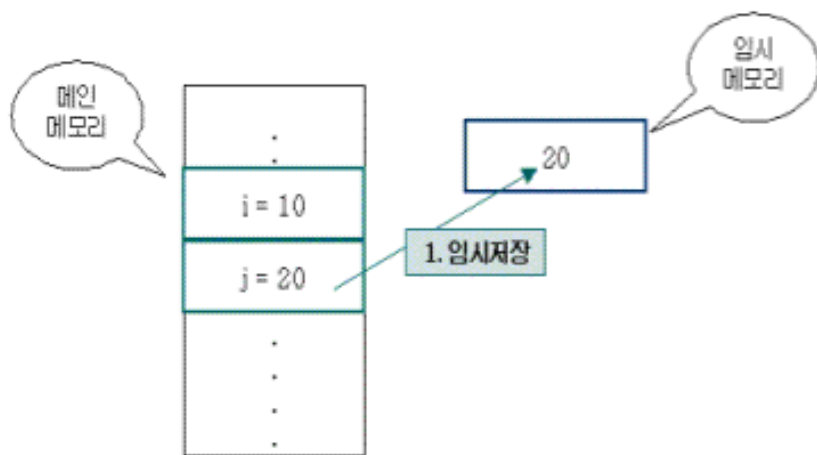 메인
메모리
임시
메모리
20
i = 10
1. 임시저장
j = 20